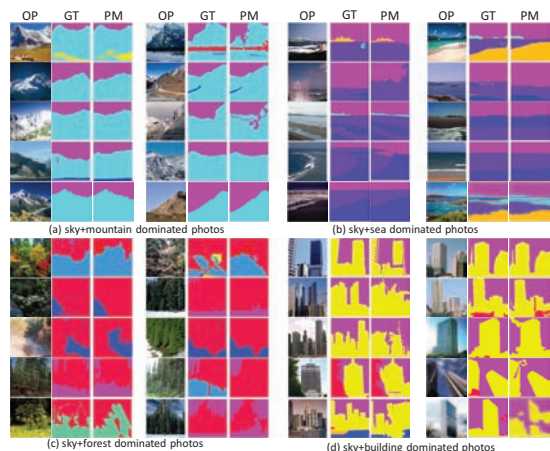 OP GT PM OP GT PM OP GT PM OP GT PM
(a) sky+mountain dominated photos
(b) sky+sea dominated photos
(c) sky+forest dominated photos
(d) sky+building dominated photos